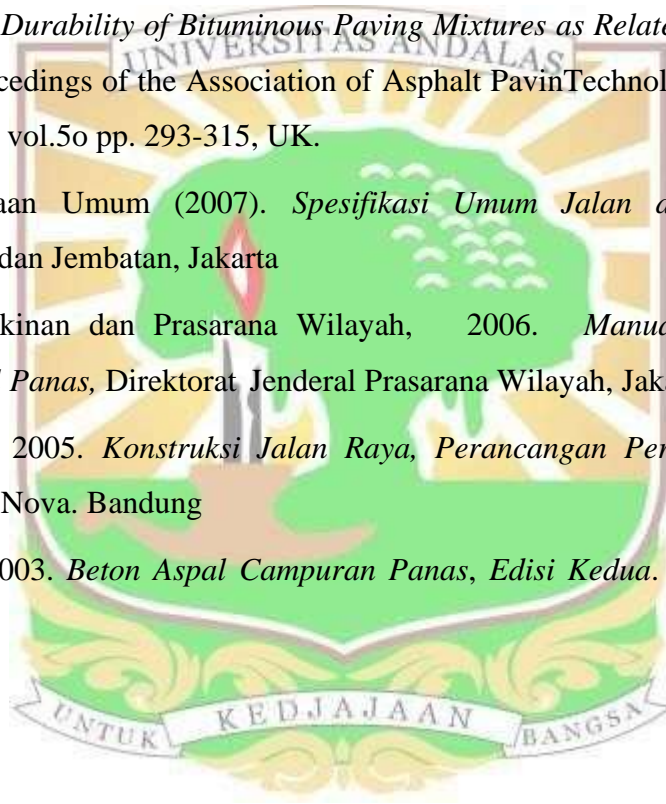 Durability of Bituminous Paving Mixtures as Relate
UNIVERSITAS ANDALAS
cedings of the Association of Asphalt PavinTechnol
vol.5o pp. 293-315, UK.
aan Umum (2007). Spesifikasi Umum Jalan d
dan Jembatan, Jakarta
kinan dan Prasarana Wilayah, 2006. Manua
Panas, Direktorat Jenderal Prasarana Wilayah, Jaka
2005. Konstruksi Jalan Raya, Perancangan Per
Nova. Bandung
003. Beton Aspal Campuran Panas, Edisi Kedua.
UNTUK KEDJAJAAN BANGSA